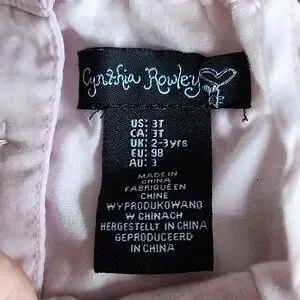 Cynthia Rowley
US: 3T
CA: 3T
UK: 2-3yrs
EU: 98
AU: 3
MADE IN
CHINA
FABRIQUÉ EN
CHINE
WYPRODUKOWANO
W CHINACH
HERGESTELLT IN CHINA
GEPRODUCEERD
IN CHINA